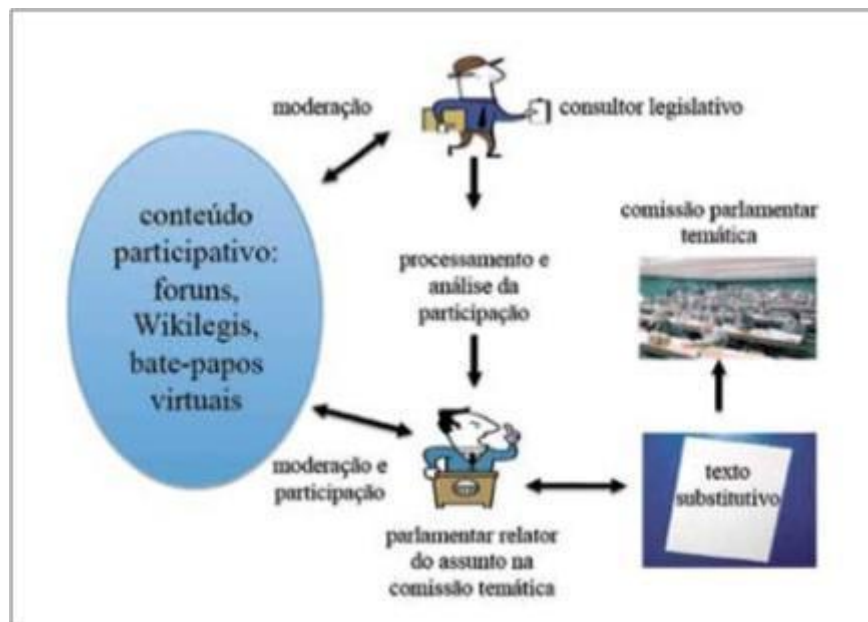 moderação
consultor legislativo
conteúdo
participativo:
foruns,
Wikilegis,
bate-papos
virtuais
processamento e
análise da
participação
comissão parlamentar
temática
moderação e
participação
parlamentar relator
do assunto na
comissão temática
texto
substitutivo